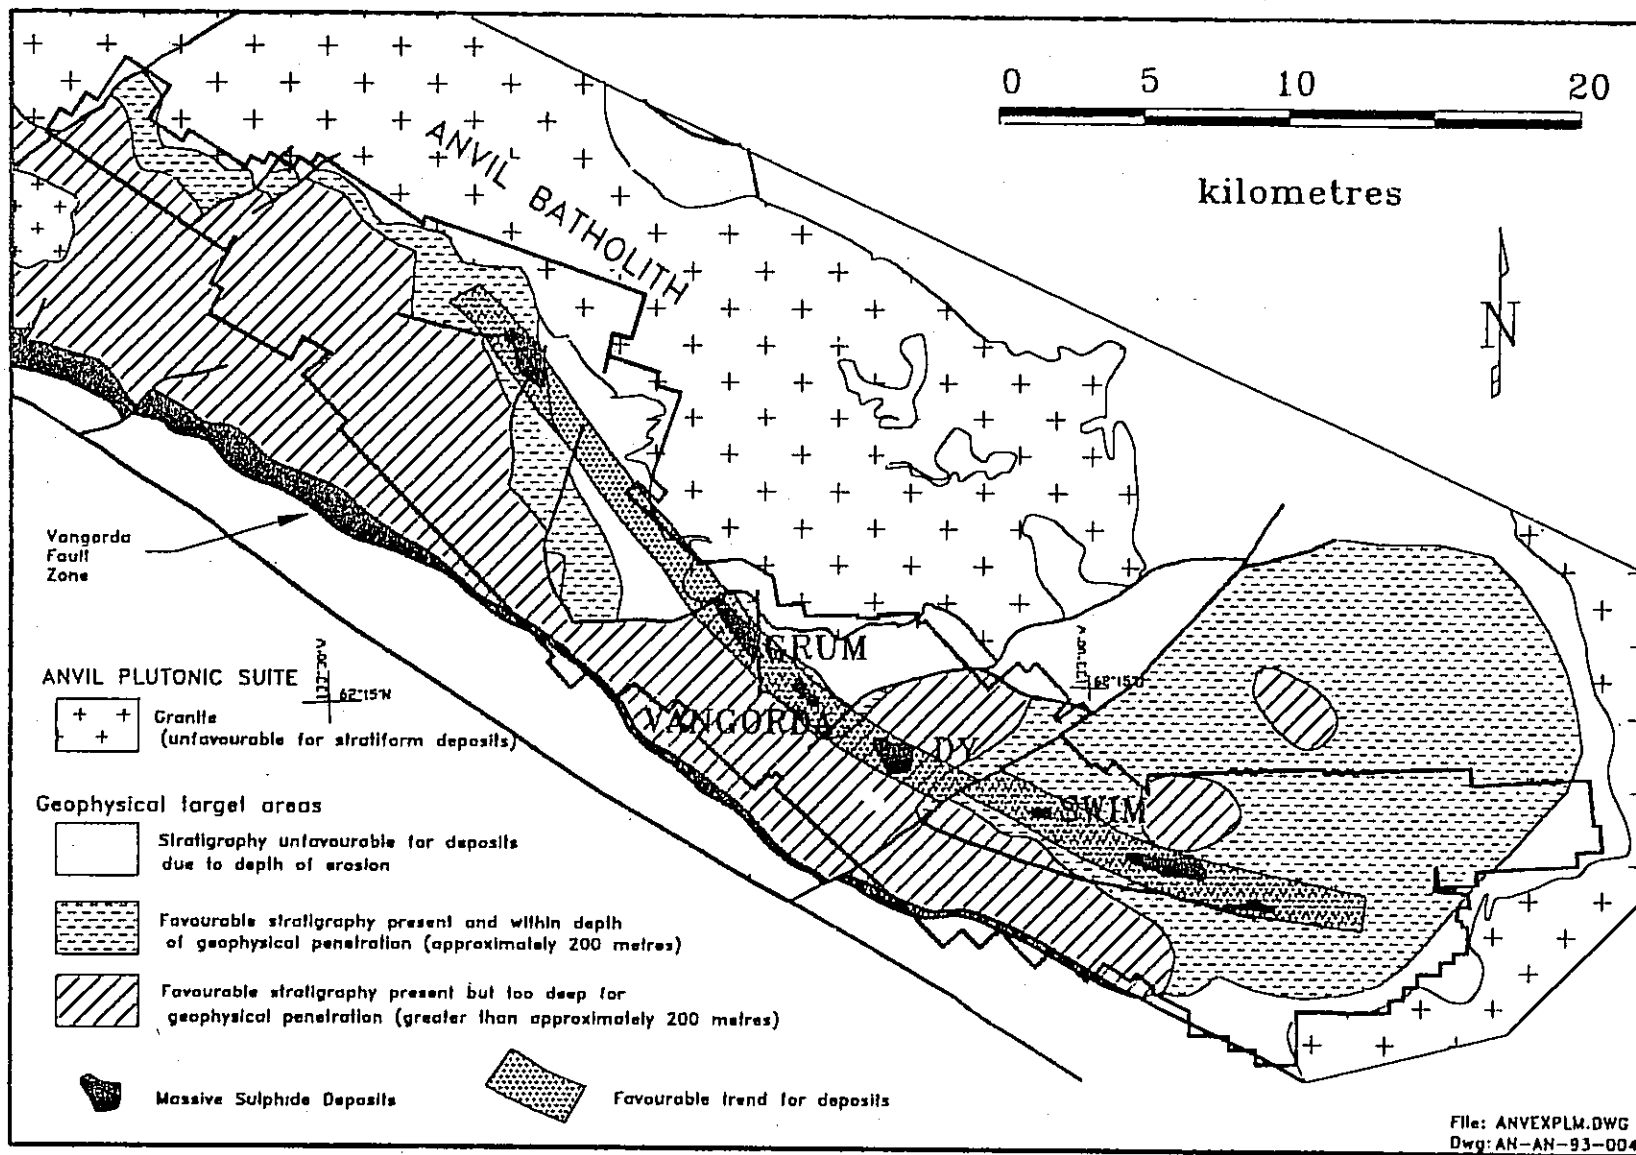 0 5 10 20
kilometres
N
ANVIL BATHOLITH
Vangorda
Fault
Zone
GRUM
VANGORDA
DY
SWIM
62°15'N
ANVIL PLUTONIC SUITE
Granite
(unfavourable for stratiform deposits)
Geophysical target areas
Stratigraphy unfavourable for deposits
due to depth of erosion
Favourable stratigraphy present and within depth
of geophysical penetration (approximately 200 metres)
Favourable stratigraphy present but too deep for
geophysical penetration (greater than approximately 200 metres)
Massive Sulphide Deposits
Favourable trend for deposits
File: ANVEXPLM.DWG
Dwg: AN-AN-93-004